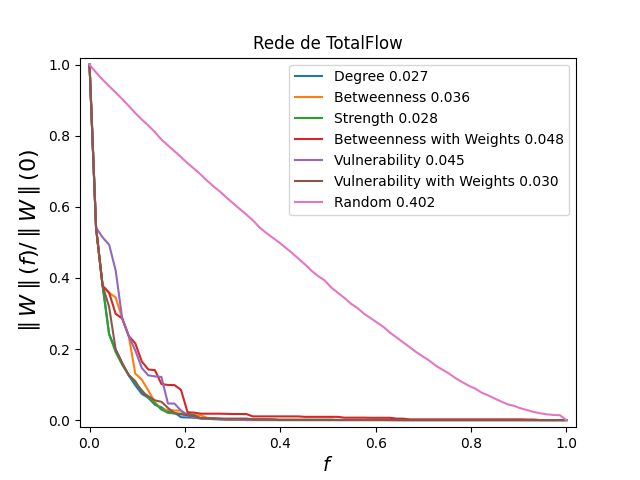 Rede de TotalFlow
Degree 0.027
Betweenness 0.036
Strength 0.028
Betweenness with Weights 0.048
Vulnerability 0.045
Vulnerability with Weights 0.030
Random 0.402
∥ W ∥ (f)/ ∥ W ∥ (0)
1.0
0.8
0.6
0.4
0.2
0.0
0.0 0.2 0.4 0.6 0.8 1.0
f